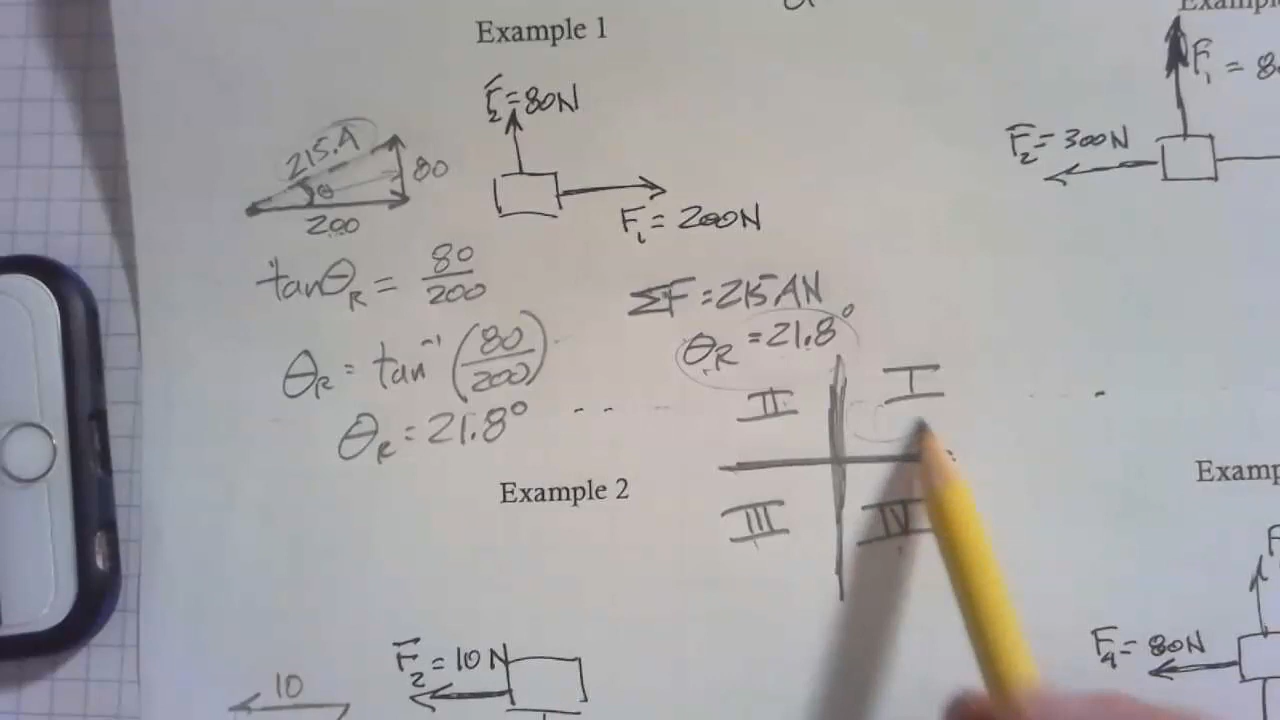 Example 1
F₂ = 80N
215.4
80
θ
200
F₁ = 200N
tanθR = 80/200
ΣF = 215.4N
θR = tan⁻¹(80/200)
θR = 21.8°
θR = 21.8°
II
I
III
IV
Example 2
F₂ = 10N
10
F₁ = 8
F₂ = 300N
F₄ = 80N